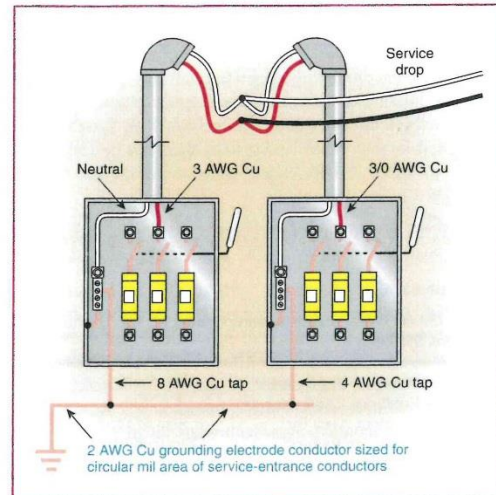 Service
drop
Neutral
3 AWG Cu
3/0 AWG Cu
8 AWG Cu tap
4 AWG Cu tap
2 AWG Cu grounding electrode conductor sized for
circular mil area of service-entrance conductors